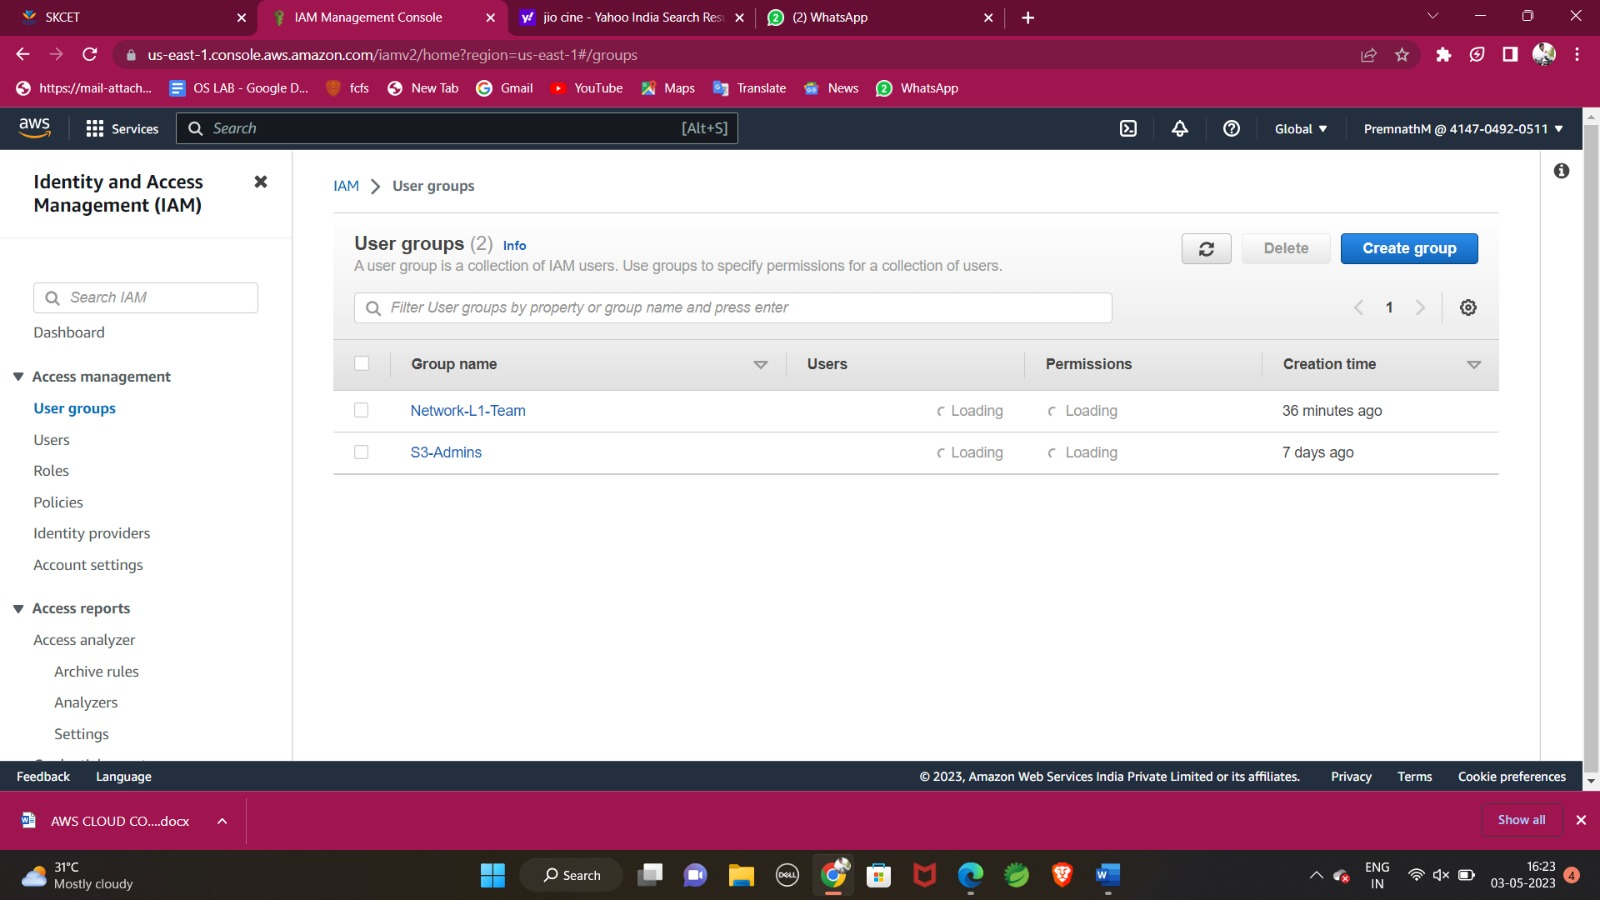 SKCET
IAM Management Console
jio cine - Yahoo India Search Resu
(2) WhatsApp
us-east-1.console.aws.amazon.com/iamv2/home?region=us-east-1#/groups
https://mail-attach...
OS LAB - Google D...
fcfs
New Tab
Gmail
YouTube
Maps
Translate
News
WhatsApp
aws
Services
Search
[Alt+S]
Global
PremnathM @ 4147-0492-0511
Identity and Access
Management (IAM)
Search IAM
Dashboard
Access management
User groups
Users
Roles
Policies
Identity providers
Account settings
Access reports
Access analyzer
Archive rules
Analyzers
Settings
IAM > User groups
User groups (2) Info
A user group is a collection of IAM users. Use groups to specify permissions for a collection of users.
Delete
Create group
Filter User groups by property or group name and press enter
1
Group name Users Permissions Creation time
Network-L1-Team Loading Loading 36 minutes ago
S3-Admins Loading Loading 7 days ago
Feedback Language
© 2023, Amazon Web Services India Private Limited or its affiliates. Privacy Terms Cookie preferences
AWS CLOUD CO....docx
Show all
31°C
Mostly cloudy
Search
DELL
ENG
IN
16:23
03-05-2023
4